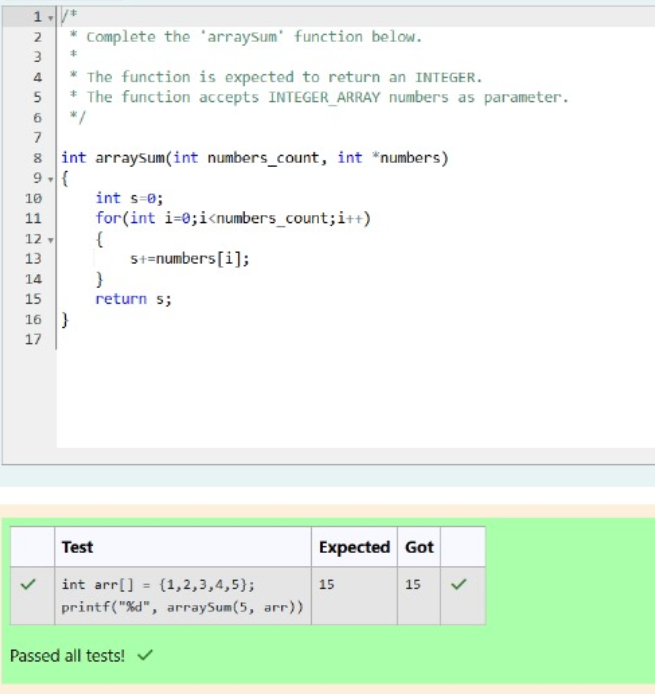 1 /*
2  * Complete the 'arraySum' function below.
3  *
4  * The function is expected to return an INTEGER.
5  * The function accepts INTEGER_ARRAY numbers as parameter.
6  */
7
8 int arraySum(int numbers_count, int *numbers)
9 {
10     int s=0;
11     for(int i=0;i<numbers_count;i++)
12     {
13         s+=numbers[i];
14     }
15     return s;
16 }
17
Test Expected Got
int arr[] = {1,2,3,4,5}; 15 15
printf("%d", arraySum(5, arr))
Passed all tests!